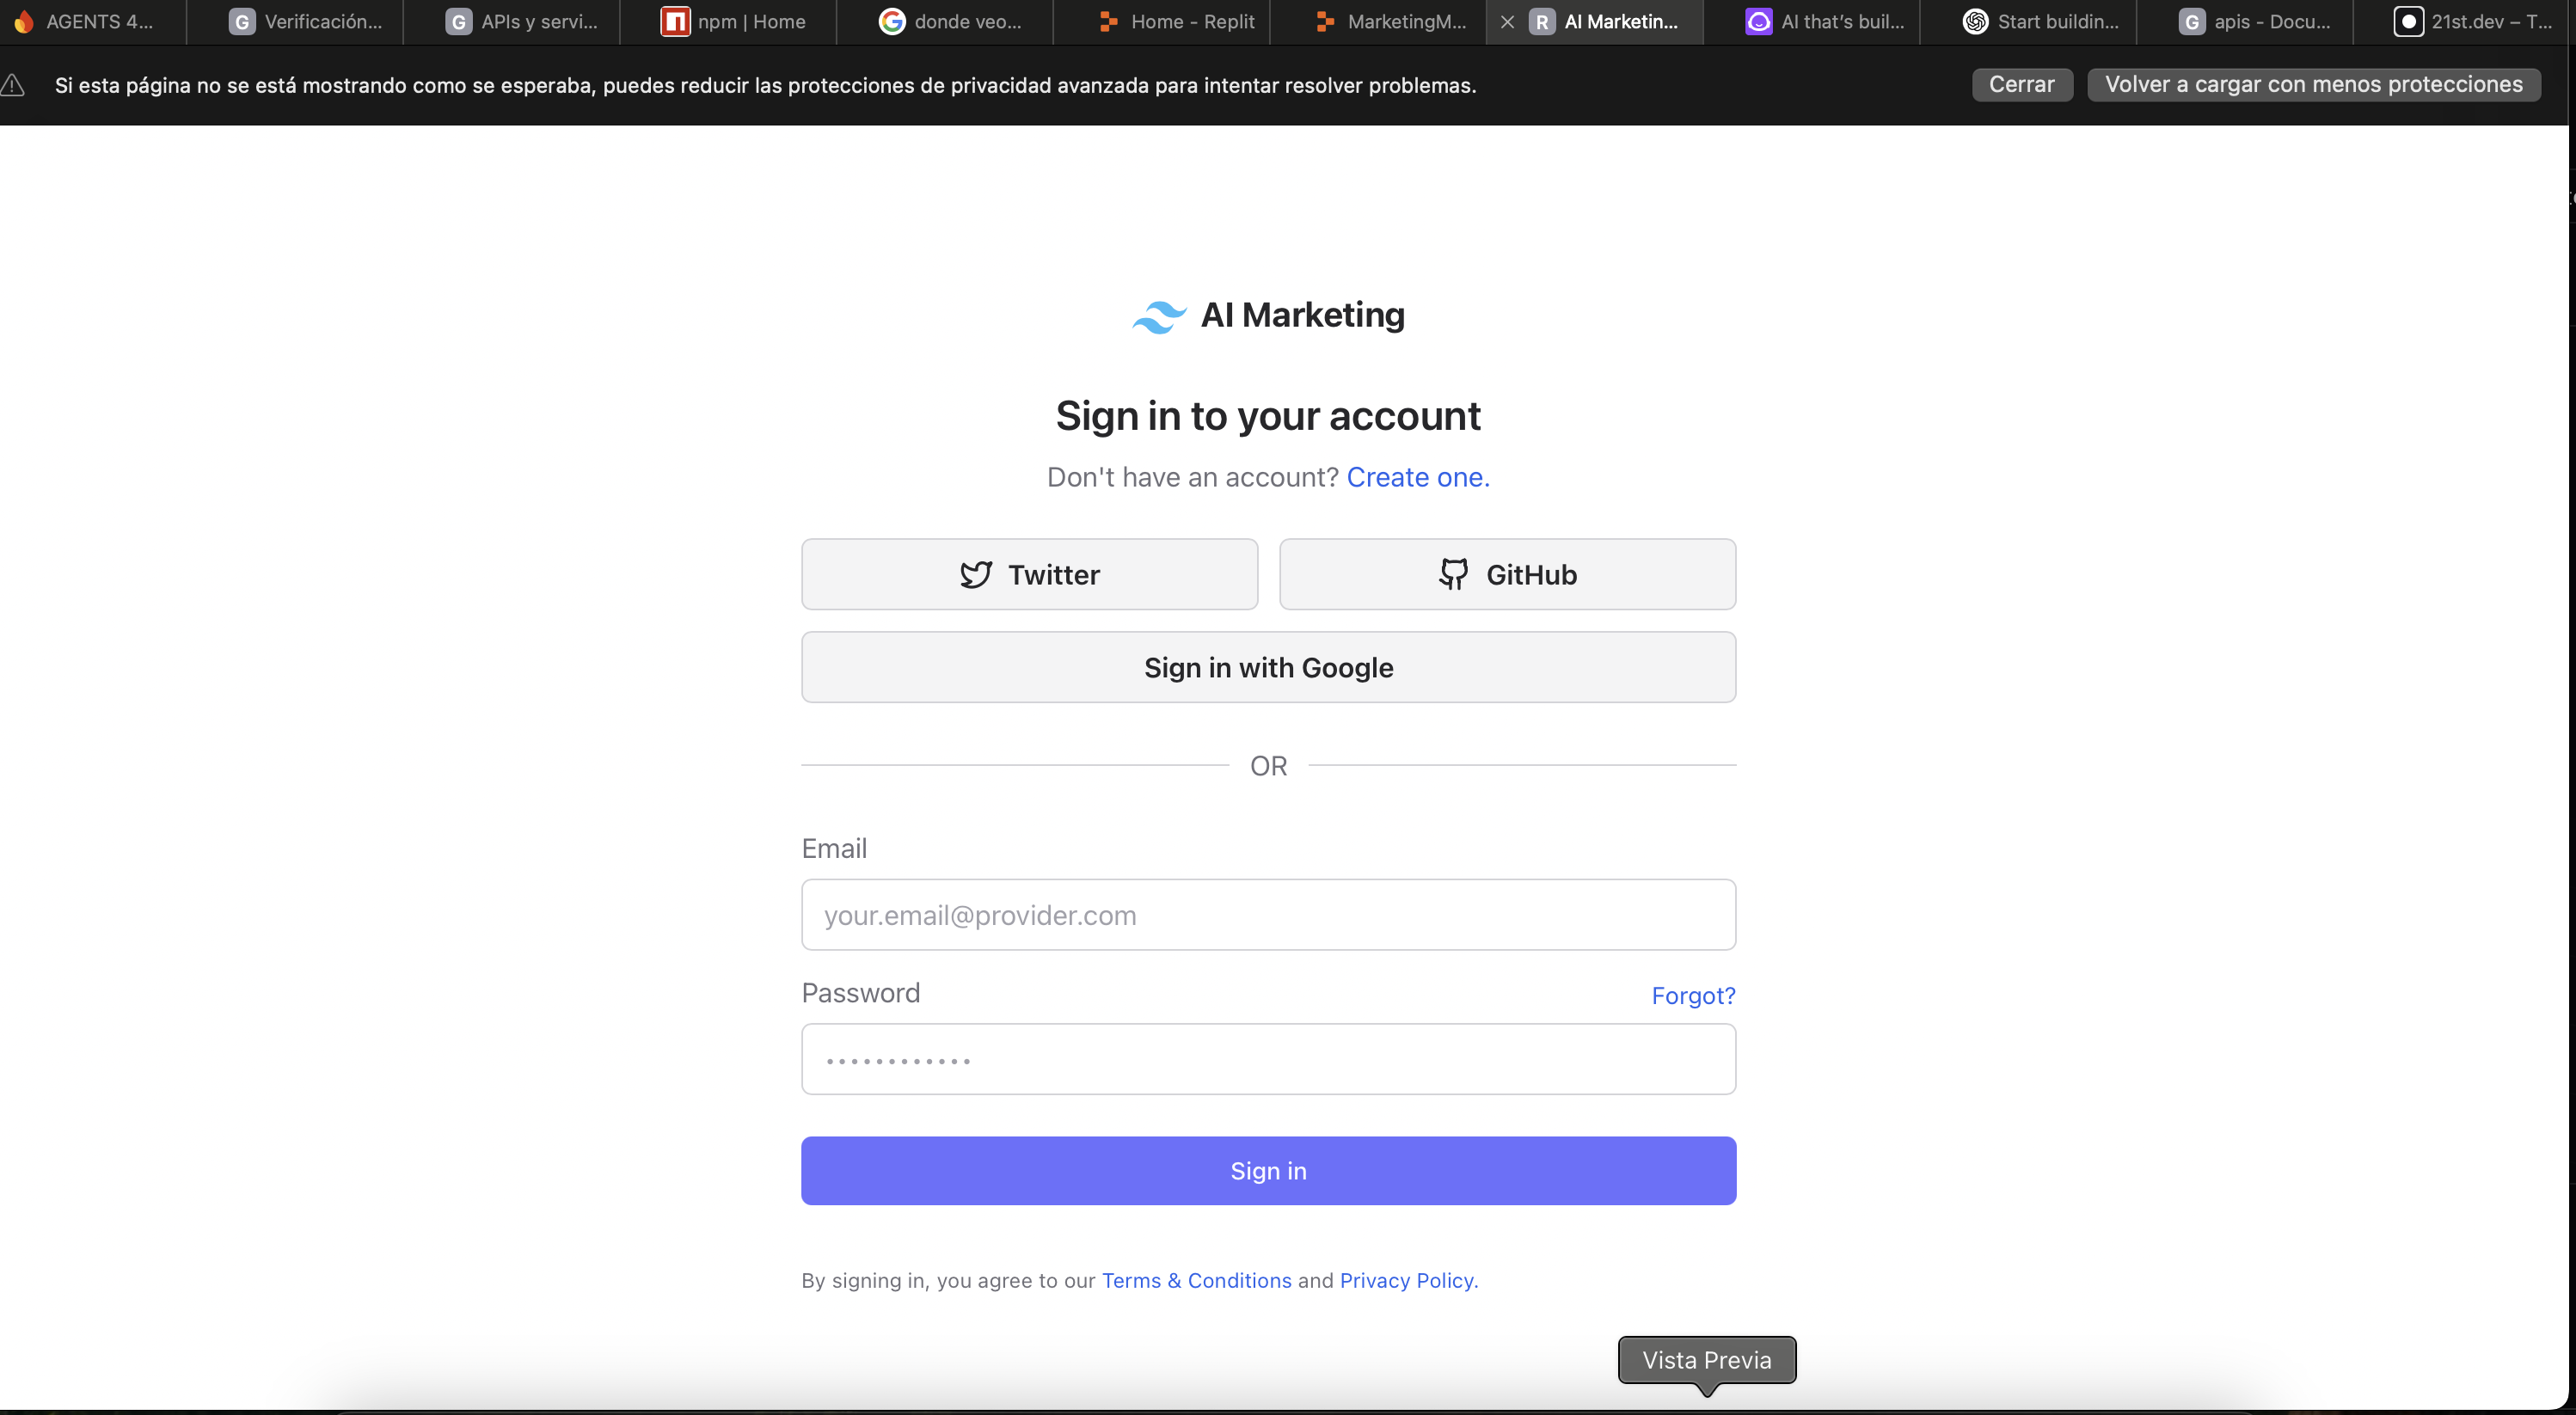 AGENTS 4...
G Verificación...
G APIs y servi...
npm | Home
donde veo...
Home - Replit
MarketingM...
R AI Marketin...
AI that's buil...
Start buildin...
G apis - Docu...
21st.dev – T...
Si esta página no se está mostrando como se esperaba, puedes reducir las protecciones de privacidad avanzada para intentar resolver problemas.
Cerrar
Volver a cargar con menos protecciones
AI Marketing
Sign in to your account
Don't have an account? Create one.
Twitter
GitHub
Sign in with Google
OR
Email
your.email@provider.com
Password
Forgot?
••••••••••••
Sign in
By signing in, you agree to our Terms & Conditions and Privacy Policy.
Vista Previa